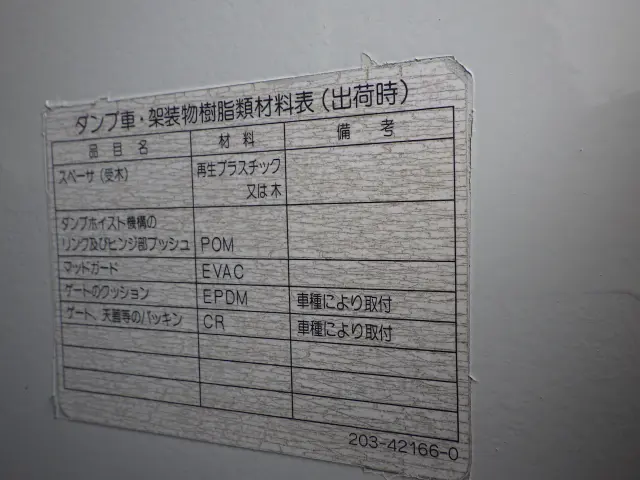 ダンプ車・架装物樹脂類材料表(出荷時)
品目名 材料 備考
スペーサ(受木) 再生プラスチック
又は木
ダンプホイスト機構の
リンク及びヒンジ部ブッシュ POM
マッドガード EVAC
ゲートのクッション EPDM 車種により取付
ゲート、天蓋等のパッキン CR 車種により取付
203-42166-0